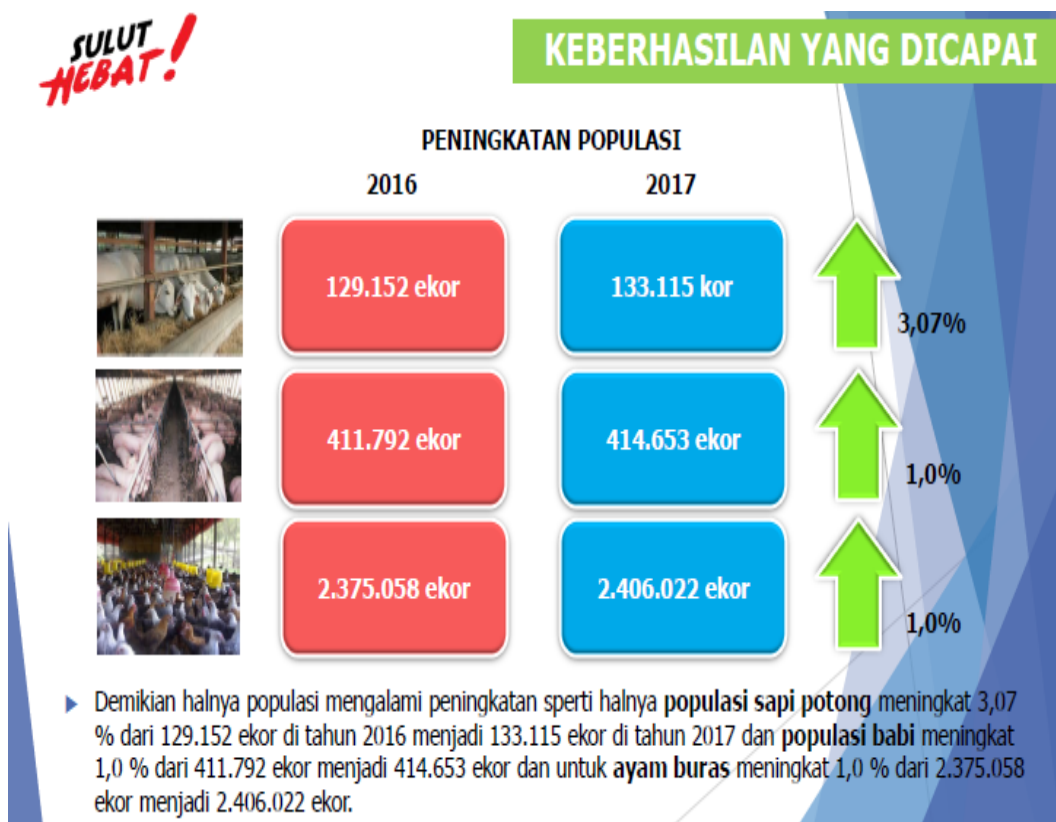 SULUT
HEBAT!
KEBERHASILAN YANG DICAPAI
PENINGKATAN POPULASI
2016
2017
129.152 ekor
133.115 kor
3,07%
411.792 ekor
414.653 ekor
1,0%
2.375.058 ekor
2.406.022 ekor
1,0%
Demikian halnya populasi mengalami peningkatan sperti halnya populasi sapi potong meningkat 3,07
% dari 129.152 ekor di tahun 2016 menjadi 133.115 ekor di tahun 2017 dan populasi babi meningkat
1,0 % dari 411.792 ekor menjadi 414.653 ekor dan untuk ayam buras meningkat 1,0 % dari 2.375.058
ekor menjadi 2.406.022 ekor.